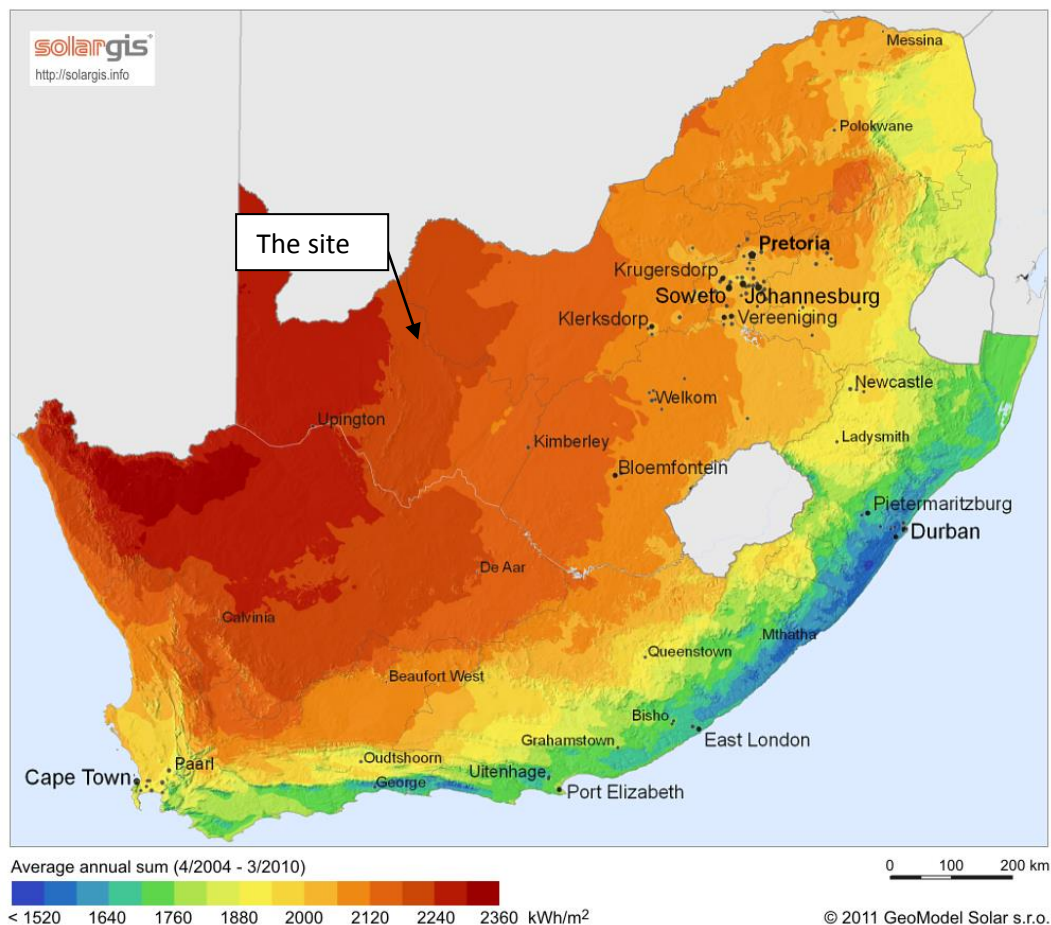 solargis
http://solargis.info
Messina
Polokwane
The site
Pretoria
Krugersdorp
Soweto
Johannesburg
Klerksdorp
Vereeniging
Newcastle
Welkom
Upington
Ladysmith
Kimberley
Bloemfontein
Pietermaritzburg
Durban
De Aar
Calvinia
Mthatha
Queenstown
Beaufort West
Bisho
East London
Grahamstown
Oudtshoorn
Paarl
Uitenhage
Cape Town
George
Port Elizabeth
Average annual sum (4/2004 - 3/2010)
0 100 200 km
< 1520 1640 1760 1880 2000 2120 2240 2360 kWh/m2
© 2011 GeoModel Solar s.r.o.